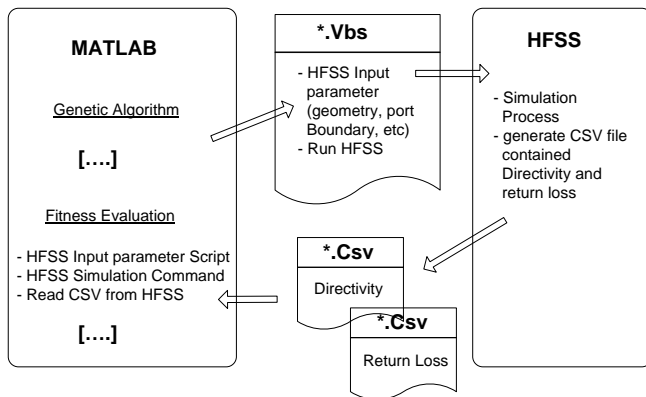 MATLAB
Genetic Algorithm
[....]
Fitness Evaluation
- HFSS Input parameter Script
- HFSS Simulation Command
- Read CSV from HFSS
[....]
*.Vbs
- HFSS Input
parameter
(geometry, port
Boundary, etc)
- Run HFSS
HFSS
- Simulation
Process
- generate CSV file
contained
Directivity and
return loss
*.Csv
Directivity
*.Csv
Return Loss